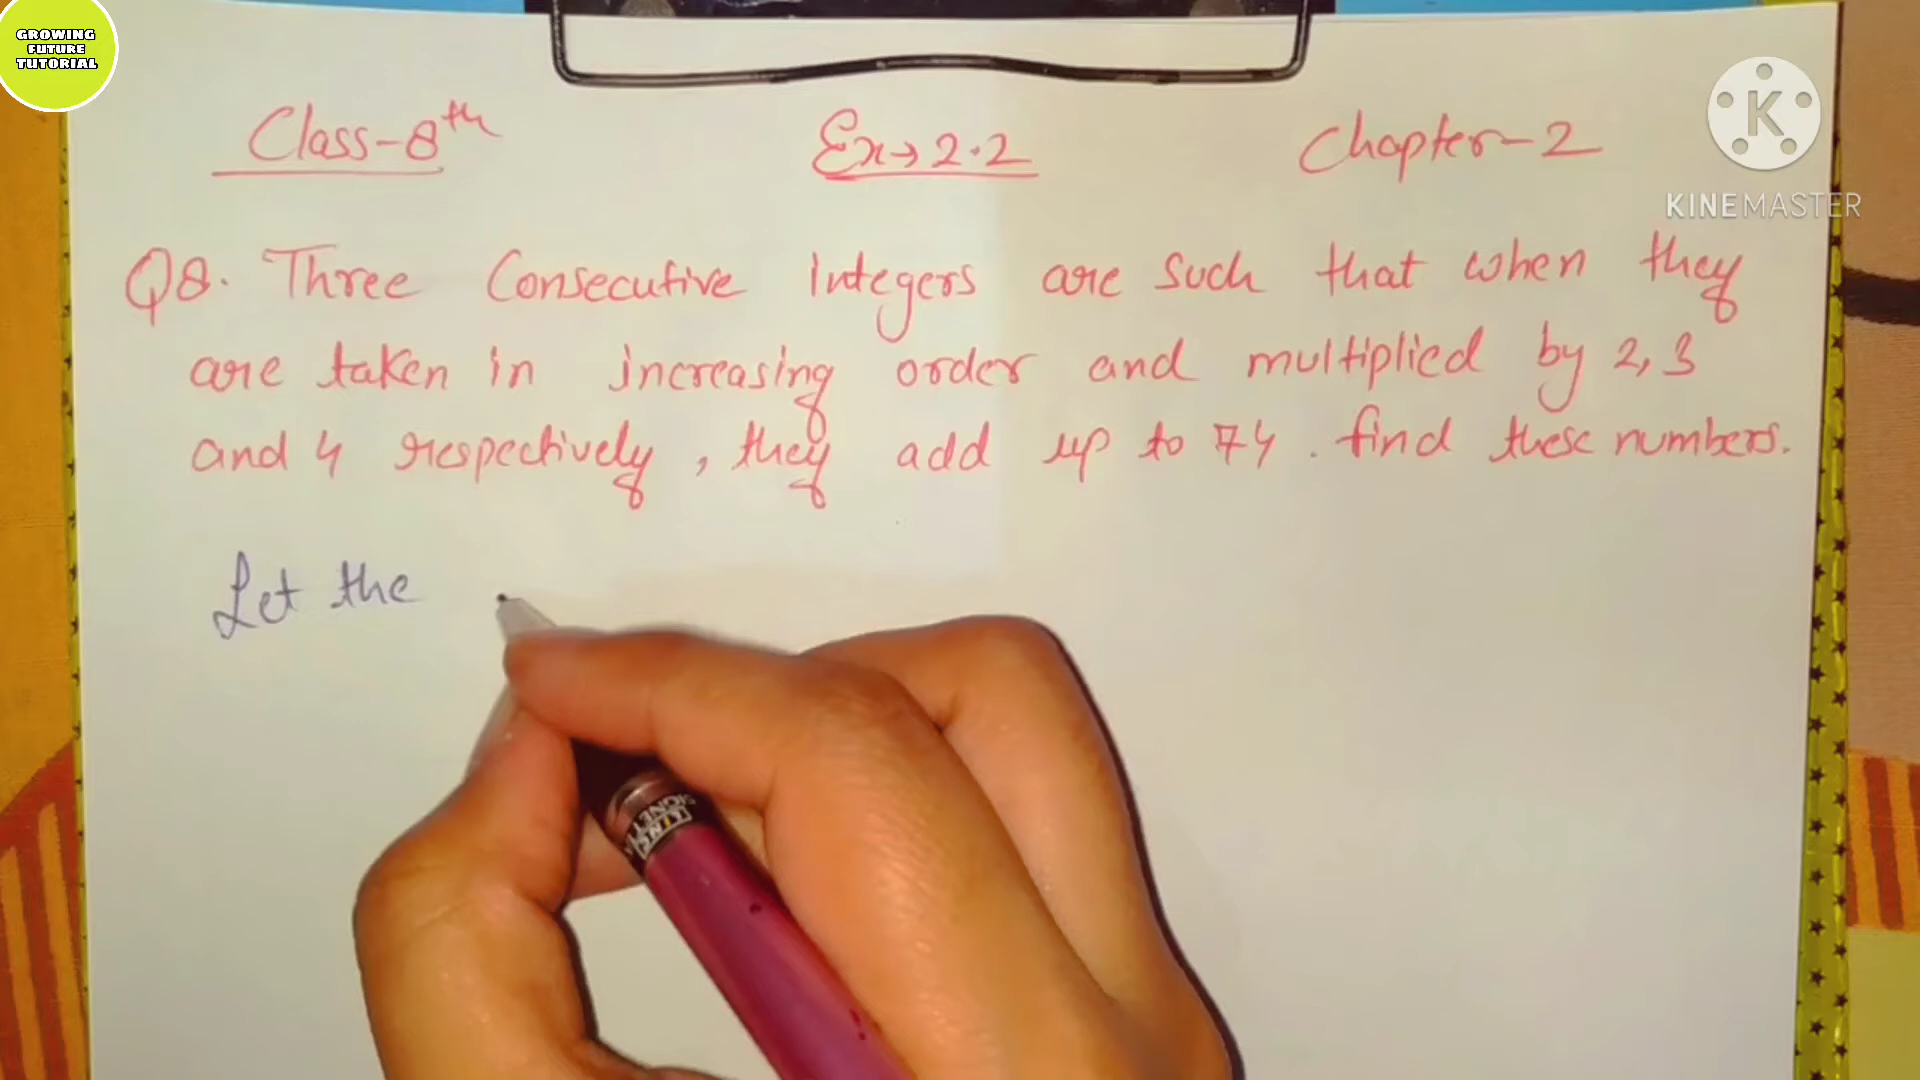 GROWING
FUTURE
TUTORIAL
Class-8th Ex→2.2 Chapter-2
KINEMASTER
Q8. Three Consecutive Integers are such that when they
are taken in increasing order and multiplied by 2, 3
and 4 respectively, they add up to 74. find these numbers.
Let the